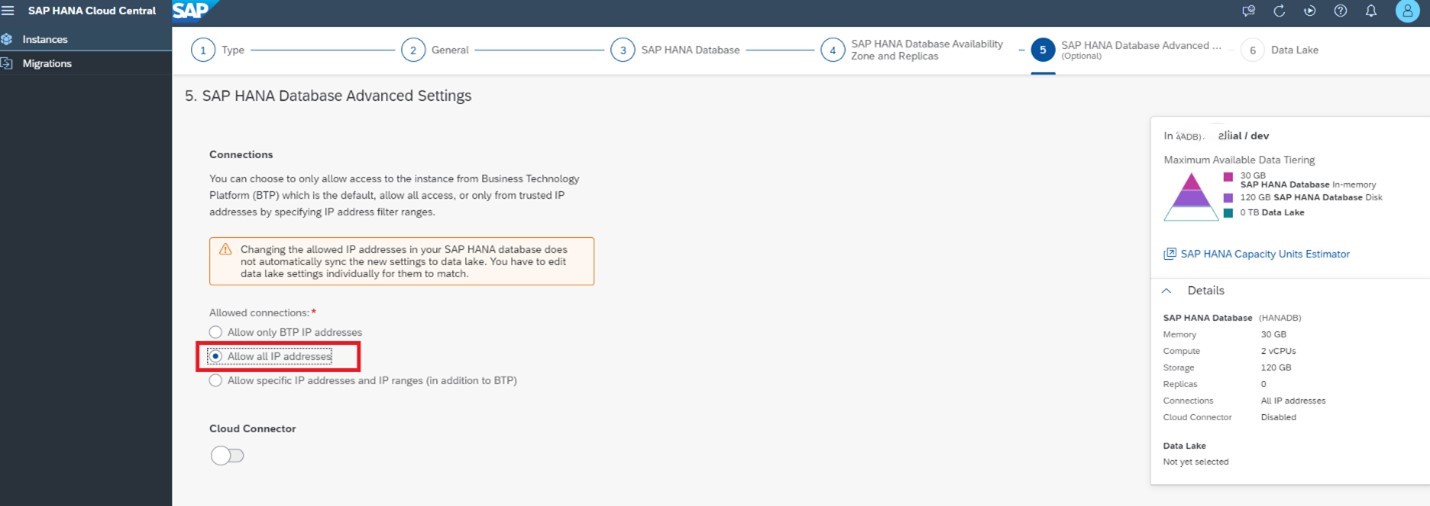 SAP HANA Cloud Central
SAP
Instances
Migrations
1 Type
2 General
3 SAP HANA Database
4 SAP HANA Database Availability
Zone and Replicas
5 SAP HANA Database Advanced ...
(Optional)
6 Data Lake
5. SAP HANA Database Advanced Settings
Connections
You can choose to only allow access to the instance from Business Technology
Platform (BTP) which is the default, allow all access, or only from trusted IP
addresses by specifying IP address filter ranges.
Changing the allowed IP addresses in your SAP HANA database does
not automatically sync the new settings to data lake. You have to edit
data lake settings individually for them to match.
Allowed connections:*
Allow only BTP IP addresses
Allow all IP addresses
Allow specific IP addresses and IP ranges (in addition to BTP)
Cloud Connector
In / dev
Maximum Available Data Tiering
30 GB
SAP HANA Database In-memory
120 GB SAP HANA Database Disk
0 TB Data Lake
SAP HANA Capacity Units Estimator
Details
SAP HANA Database (HANADB)
Memory 30 GB
Compute 2 vCPUs
Storage 120 GB
Replicas 0
Connections All IP addresses
Cloud Connector Disabled
Data Lake
Not yet selected